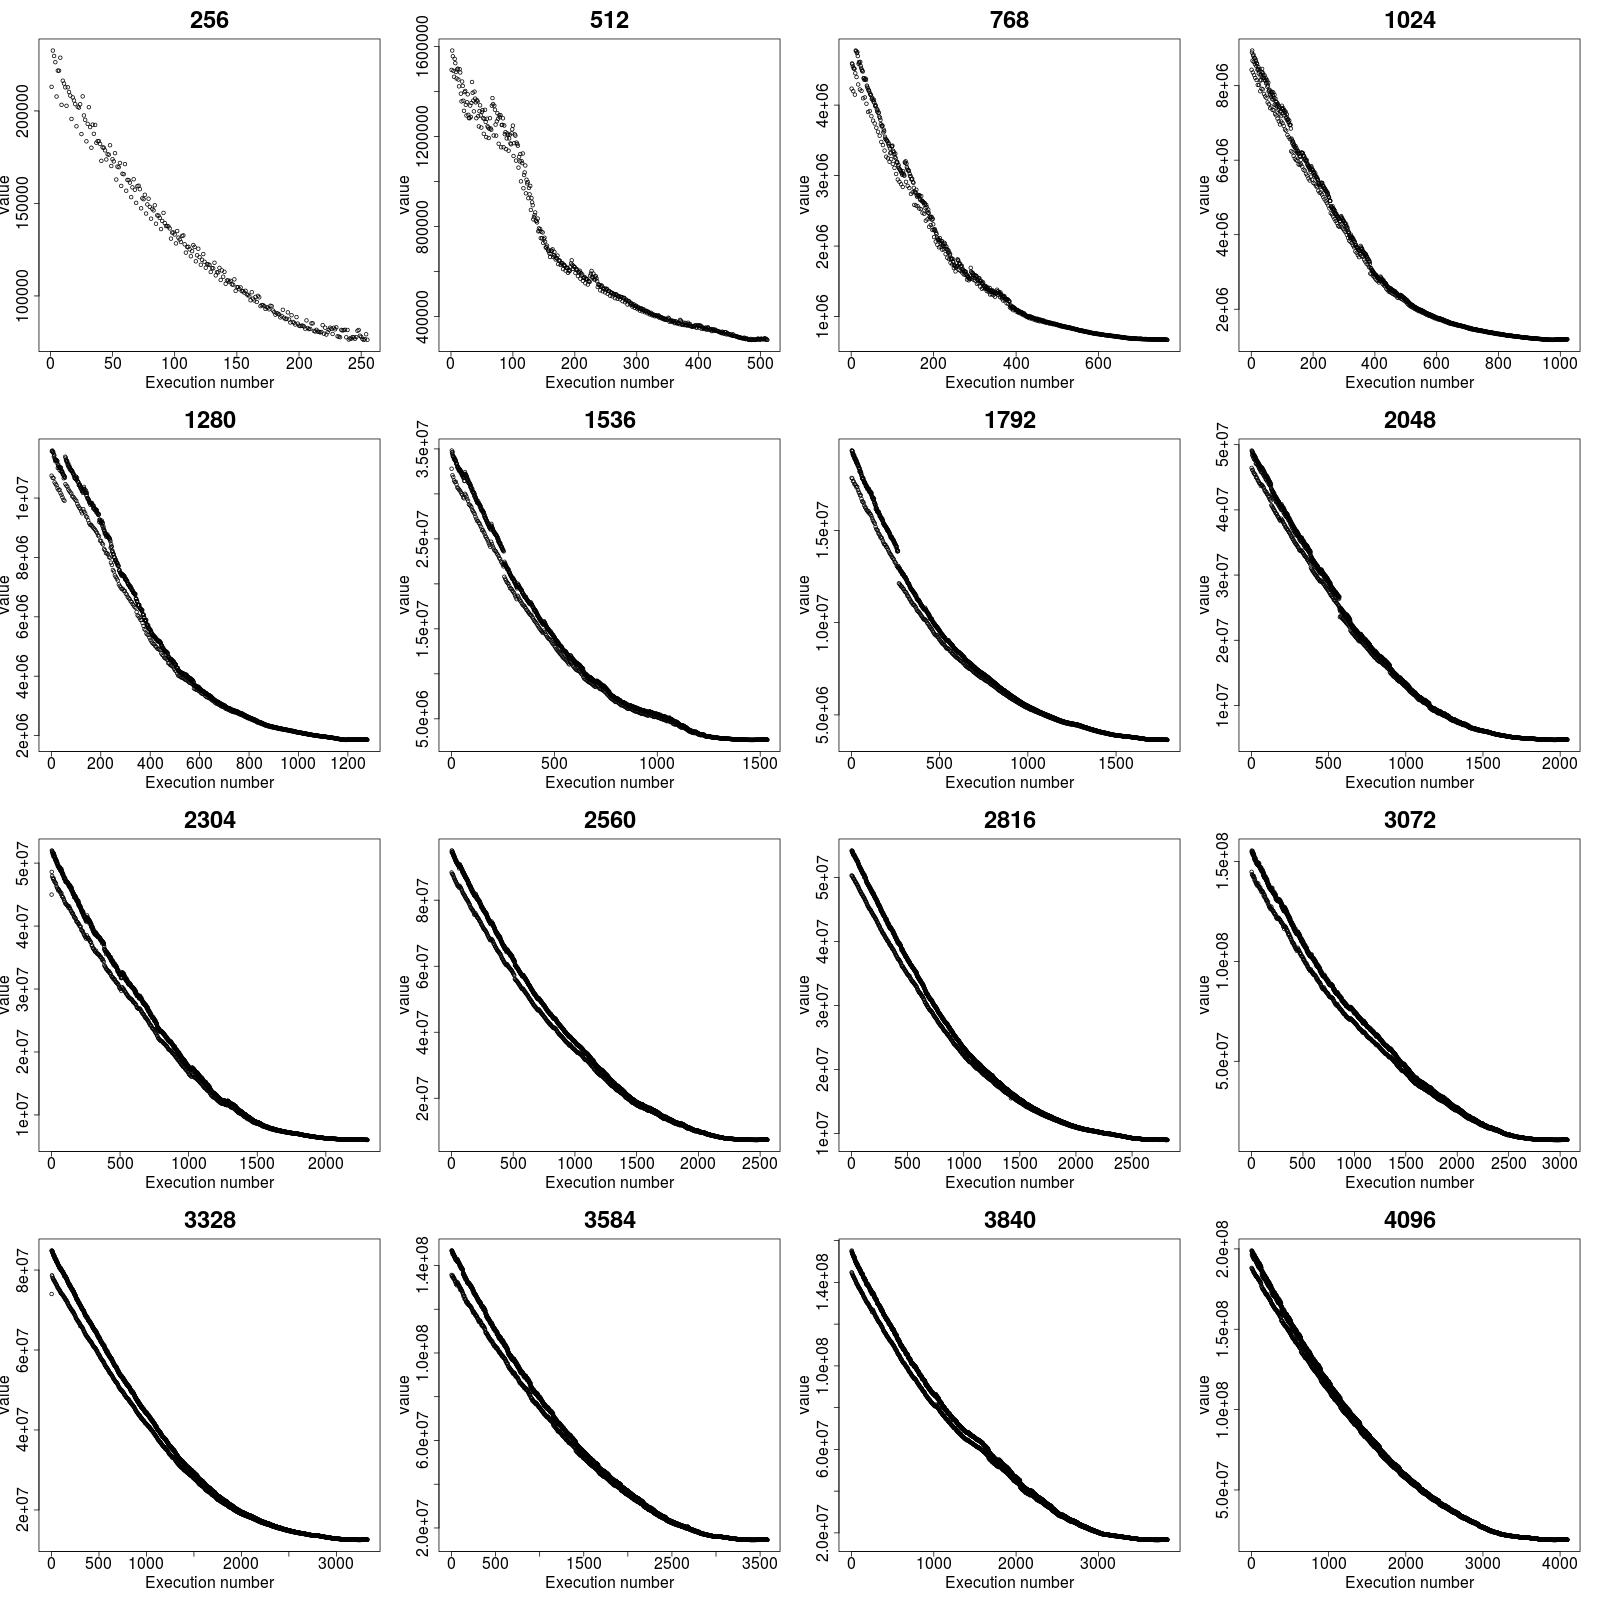 256
value
100000 150000 200000
0 50 100 150 200 250
Execution number
512
value
400000 800000 1200000 1600000
0 100 200 300 400 500
Execution number
768
value
1e+06 2e+06 3e+06 4e+06
0 200 400 600
Execution number
1024
value
2e+06 4e+06 6e+06 8e+06
0 200 400 600 800 1000
Execution number
1280
value
2e+06 4e+06 6e+06 8e+06 1e+07
0 200 400 600 800 1000 1200
Execution number
1536
value
5.0e+06 1.5e+07 2.5e+07 3.5e+07
0 500 1000 1500
Execution number
1792
value
5.0e+06 1.0e+07 1.5e+07
0 500 1000 1500
Execution number
2048
value
1e+07 2e+07 3e+07 4e+07 5e+07
0 500 1000 1500 2000
Execution number
2304
value
1e+07 2e+07 3e+07 4e+07 5e+07
0 500 1000 1500 2000
Execution number
2560
value
2e+07 4e+07 6e+07 8e+07
0 500 1000 1500 2000 2500
Execution number
2816
value
1e+07 2e+07 3e+07 4e+07 5e+07
0 500 1000 1500 2000 2500
Execution number
3072
value
5.0e+07 1.0e+08 1.5e+08
0 500 1000 1500 2000 2500 3000
Execution number
3328
value
2e+07 4e+07 6e+07 8e+07
0 500 1000 2000 3000
Execution number
3584
value
2.0e+07 6.0e+07 1.0e+08 1.4e+08
0 500 1500 2500 3500
Execution number
3840
value
2.0e+07 6.0e+07 1.0e+08 1.4e+08
0 1000 2000 3000
Execution number
4096
value
5.0e+07 1.0e+08 1.5e+08 2.0e+08
0 1000 2000 3000 4000
Execution number